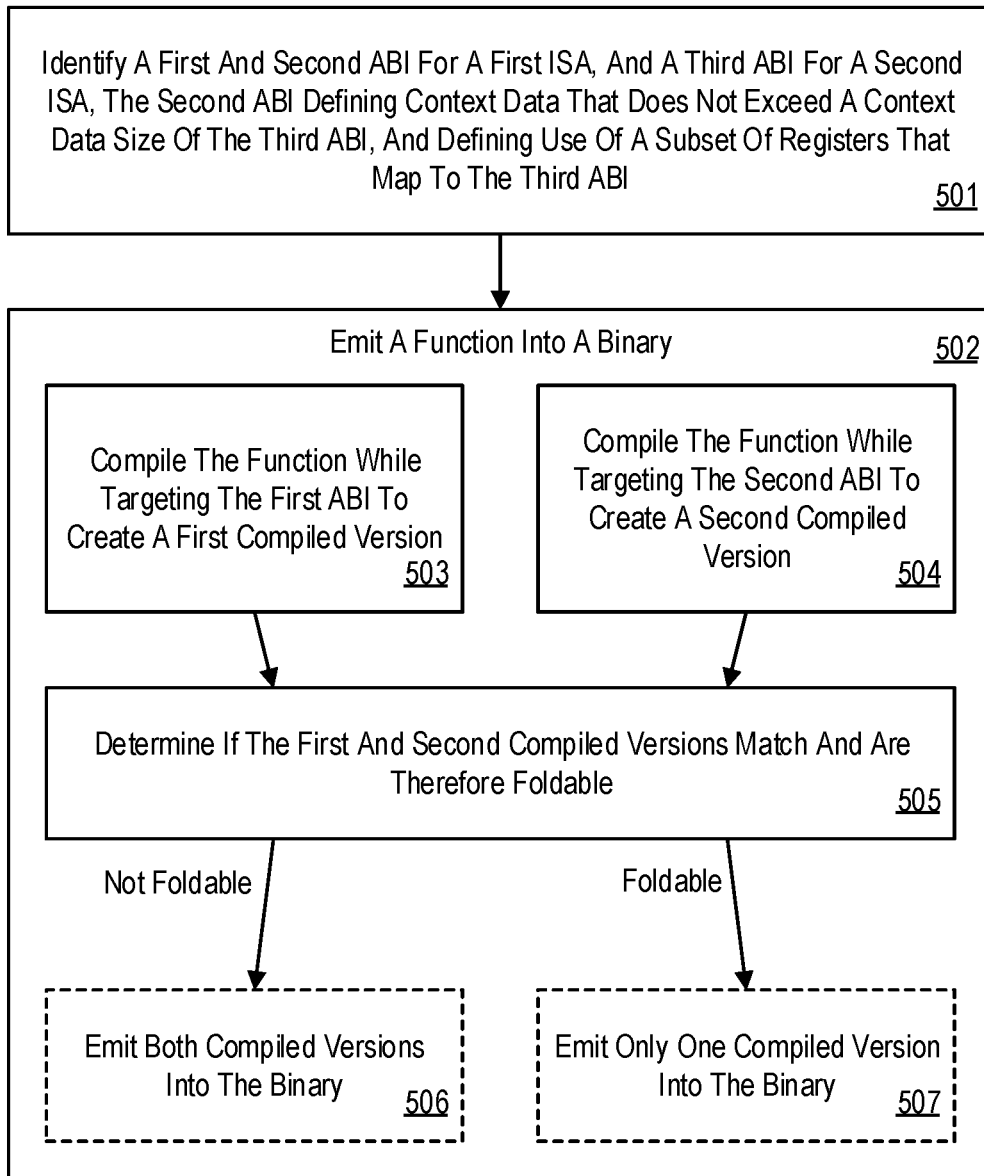 Identify A First And Second ABI For A First ISA, And A Third ABI For A Second
ISA, The Second ABI Defining Context Data That Does Not Exceed A Context
Data Size Of The Third ABI, And Defining Use Of A Subset Of Registers That
Map To The Third ABI
501
Emit A Function Into A Binary
502
Compile The Function While
Targeting The First ABI To
Create A First Compiled Version
503
Compile The Function While
Targeting The Second ABI To
Create A Second Compiled
Version
504
Determine If The First And Second Compiled Versions Match And Are
Therefore Foldable
505
Not Foldable
Foldable
Emit Both Compiled Versions
Into The Binary
506
Emit Only One Compiled Version
Into The Binary
507